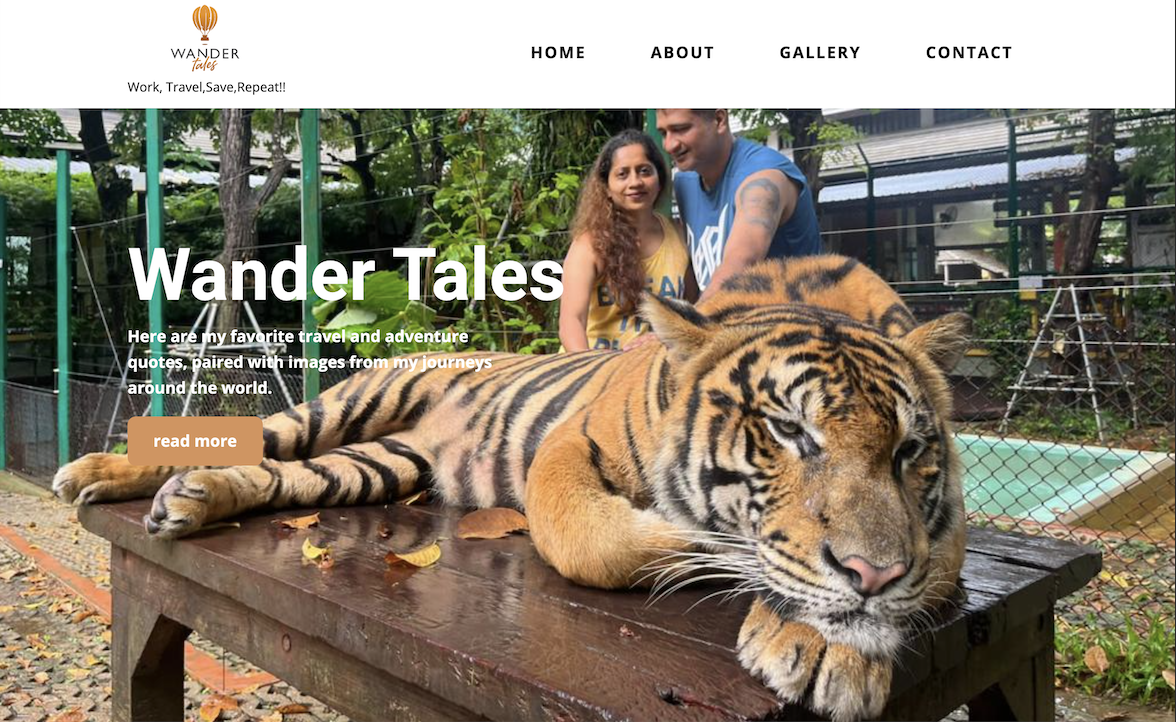 WANDER
tales
Work, Travel,Save,Repeat!!
HOME ABOUT GALLERY CONTACT
Wander Tales
Here are my favorite travel and adventure
quotes, paired with images from my journeys
around the world.
read more